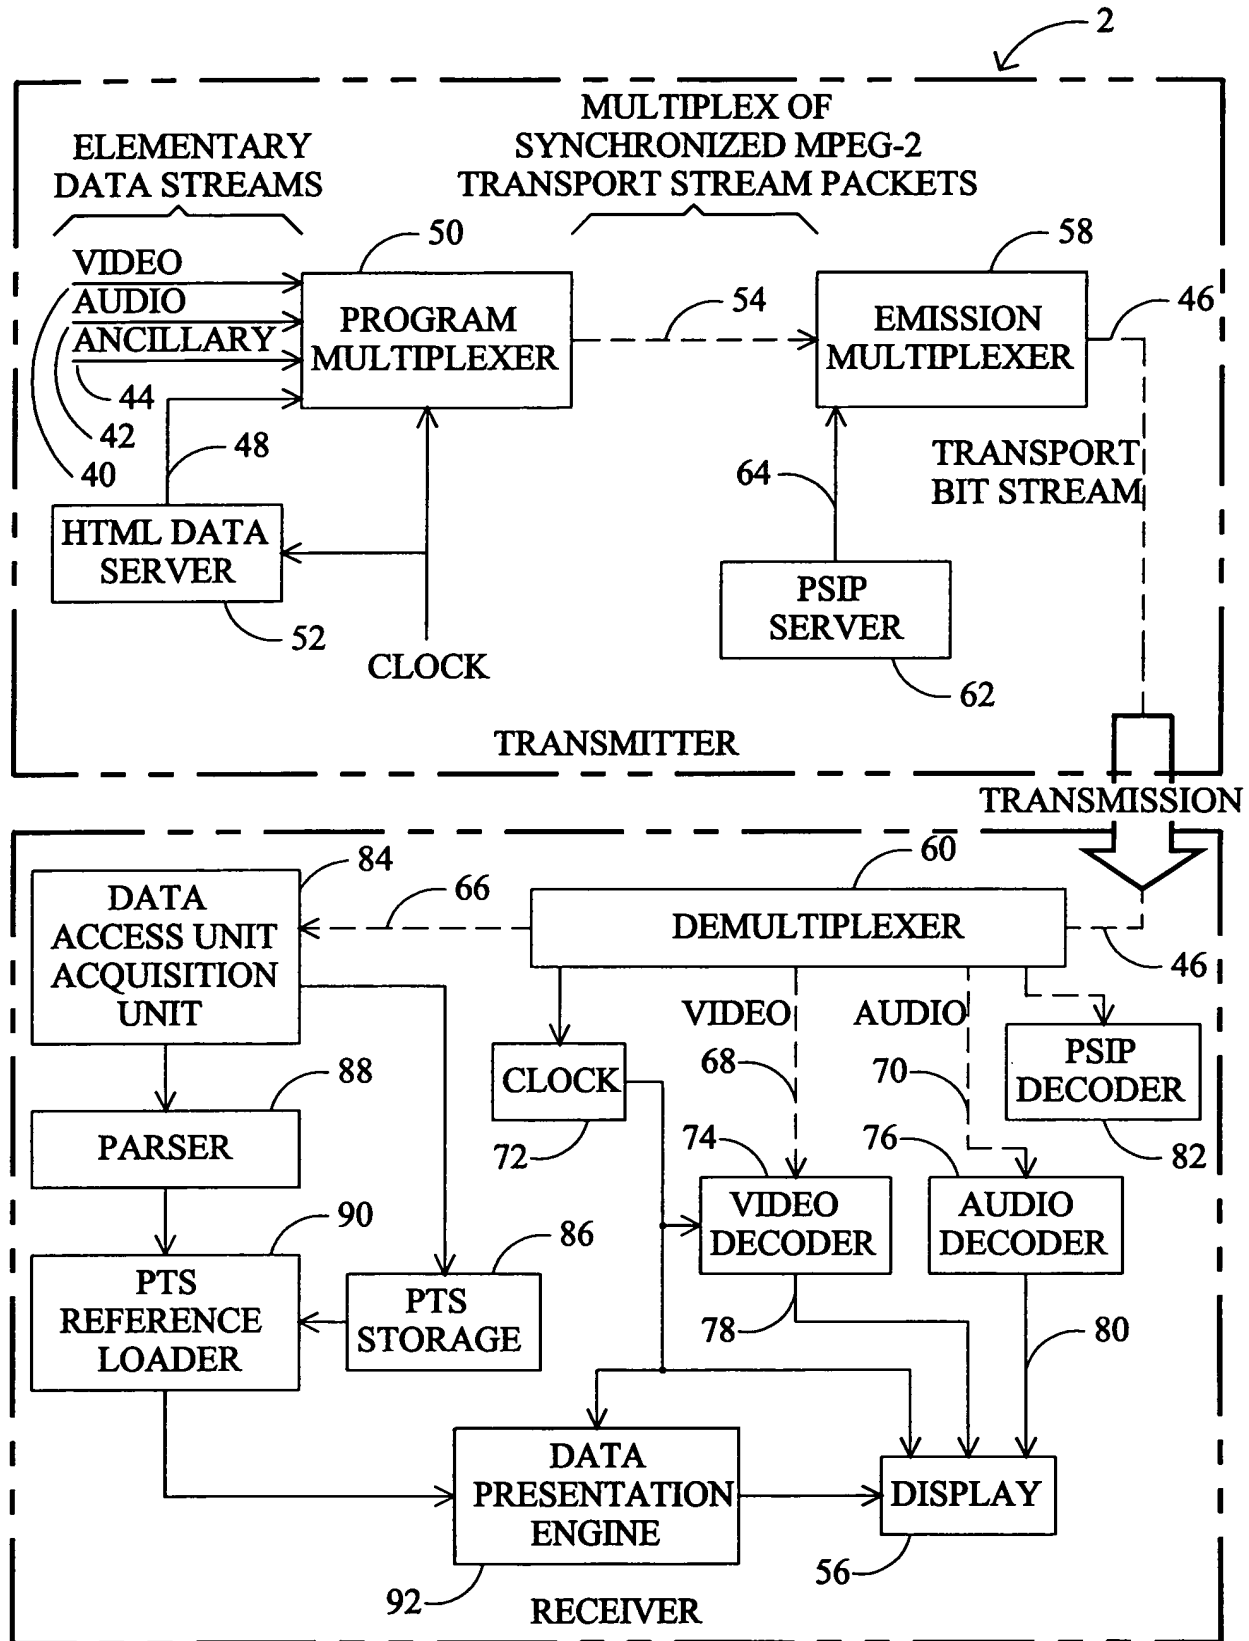 2
MULTIPLEX OF
SYNCHRONIZED MPEG-2
TRANSPORT STREAM PACKETS
ELEMENTARY
DATA STREAMS
50
58
VIDEO
AUDIO
ANCILLARY
44
42
40
48
PROGRAM
MULTIPLEXER
54
EMISSION
MULTIPLEXER
46
64
TRANSPORT
BIT STREAM
HTML DATA
SERVER
52
CLOCK
PSIP
SERVER
62
TRANSMITTER
TRANSMISSION
84
66
60
DATA
ACCESS UNIT
ACQUISITION
UNIT
DEMULTIPLEXER
46
VIDEO
AUDIO
CLOCK
72
68
70
PSIP
DECODER
82
88
PARSER
74
76
90
86
VIDEO
DECODER
AUDIO
DECODER
PTS
REFERENCE
LOADER
PTS
STORAGE
78
80
DATA
PRESENTATION
ENGINE
DISPLAY
92
56
RECEIVER